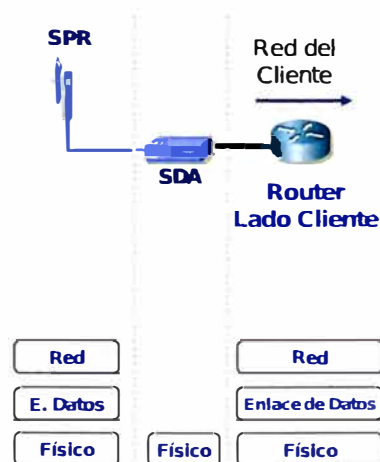 SPR
Red del
Cliente
SDA
Router
Lado Cliente
Red
Red
E. Datos
Enlace de Datos
Físico
Físico
Físico